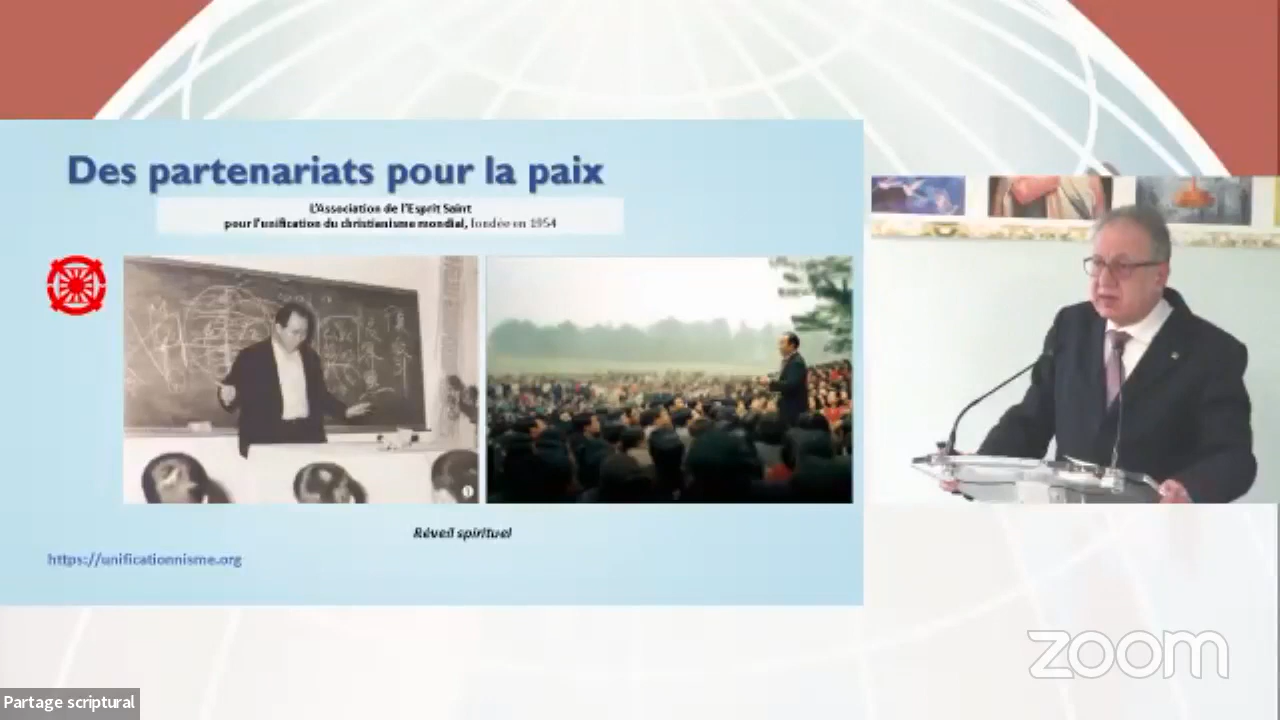 Des partenariats pour la paix
L'Association de l'Esprit Saint
pour l'unification du christianisme mondial, fondée en 1954
Réveil spirituel
https://unificationnisme.org
zoom
Partage scriptural